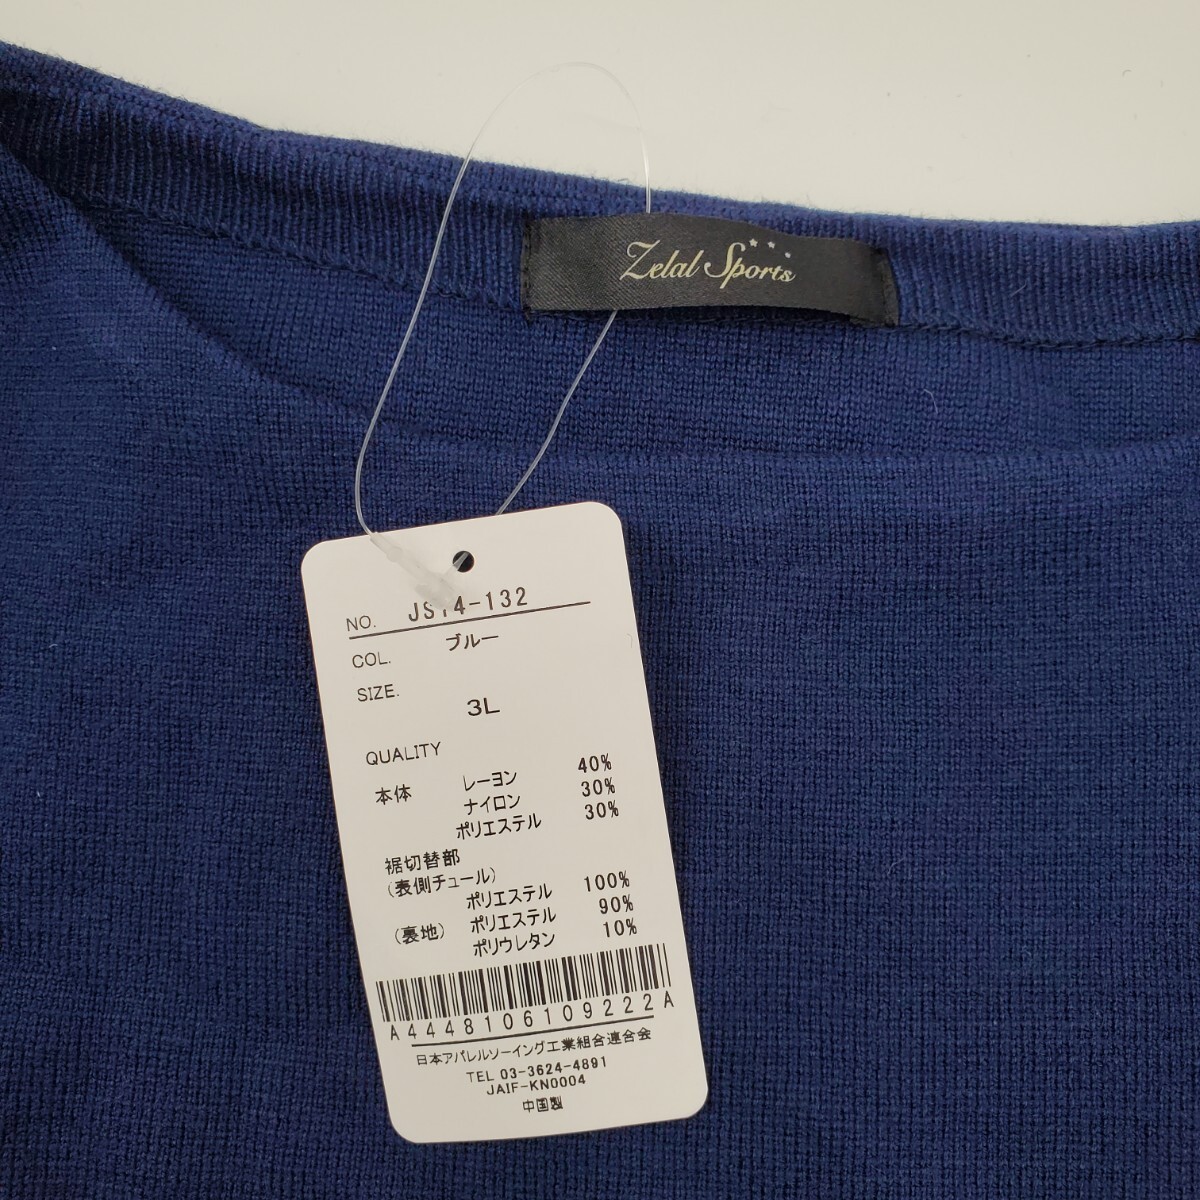 Zelal Sports
NO. JS14-132
COL. ブルー
SIZE. 3L
QUALITY
本体 レーヨン 40%
ナイロン 30%
ポリエステル 30%
裾切替部
(表側チュール)
ポリエステル 100%
(裏地) ポリエステル 90%
ポリウレタン 10%
A4448106109222A
日本アパレルソーイング工業組合連合会
TEL 03-3624-4891
JAIF-KN0004
中国製